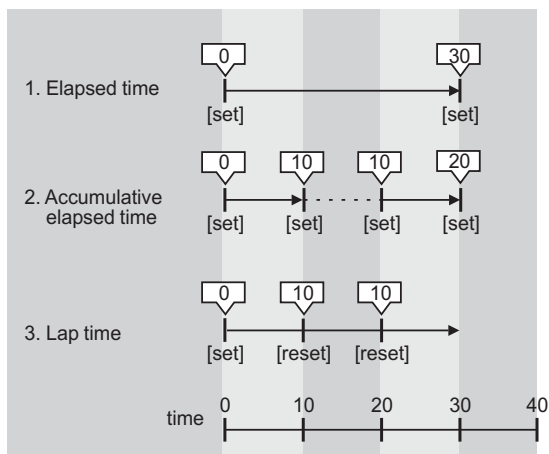 0 30
1. Elapsed time
[set] [set]
0 10 10 20
2. Accumulative
elapsed time
[set] [set] [set] [set]
0 10 10
3. Lap time
[set] [reset] [reset]
time 0 10 20 30 40